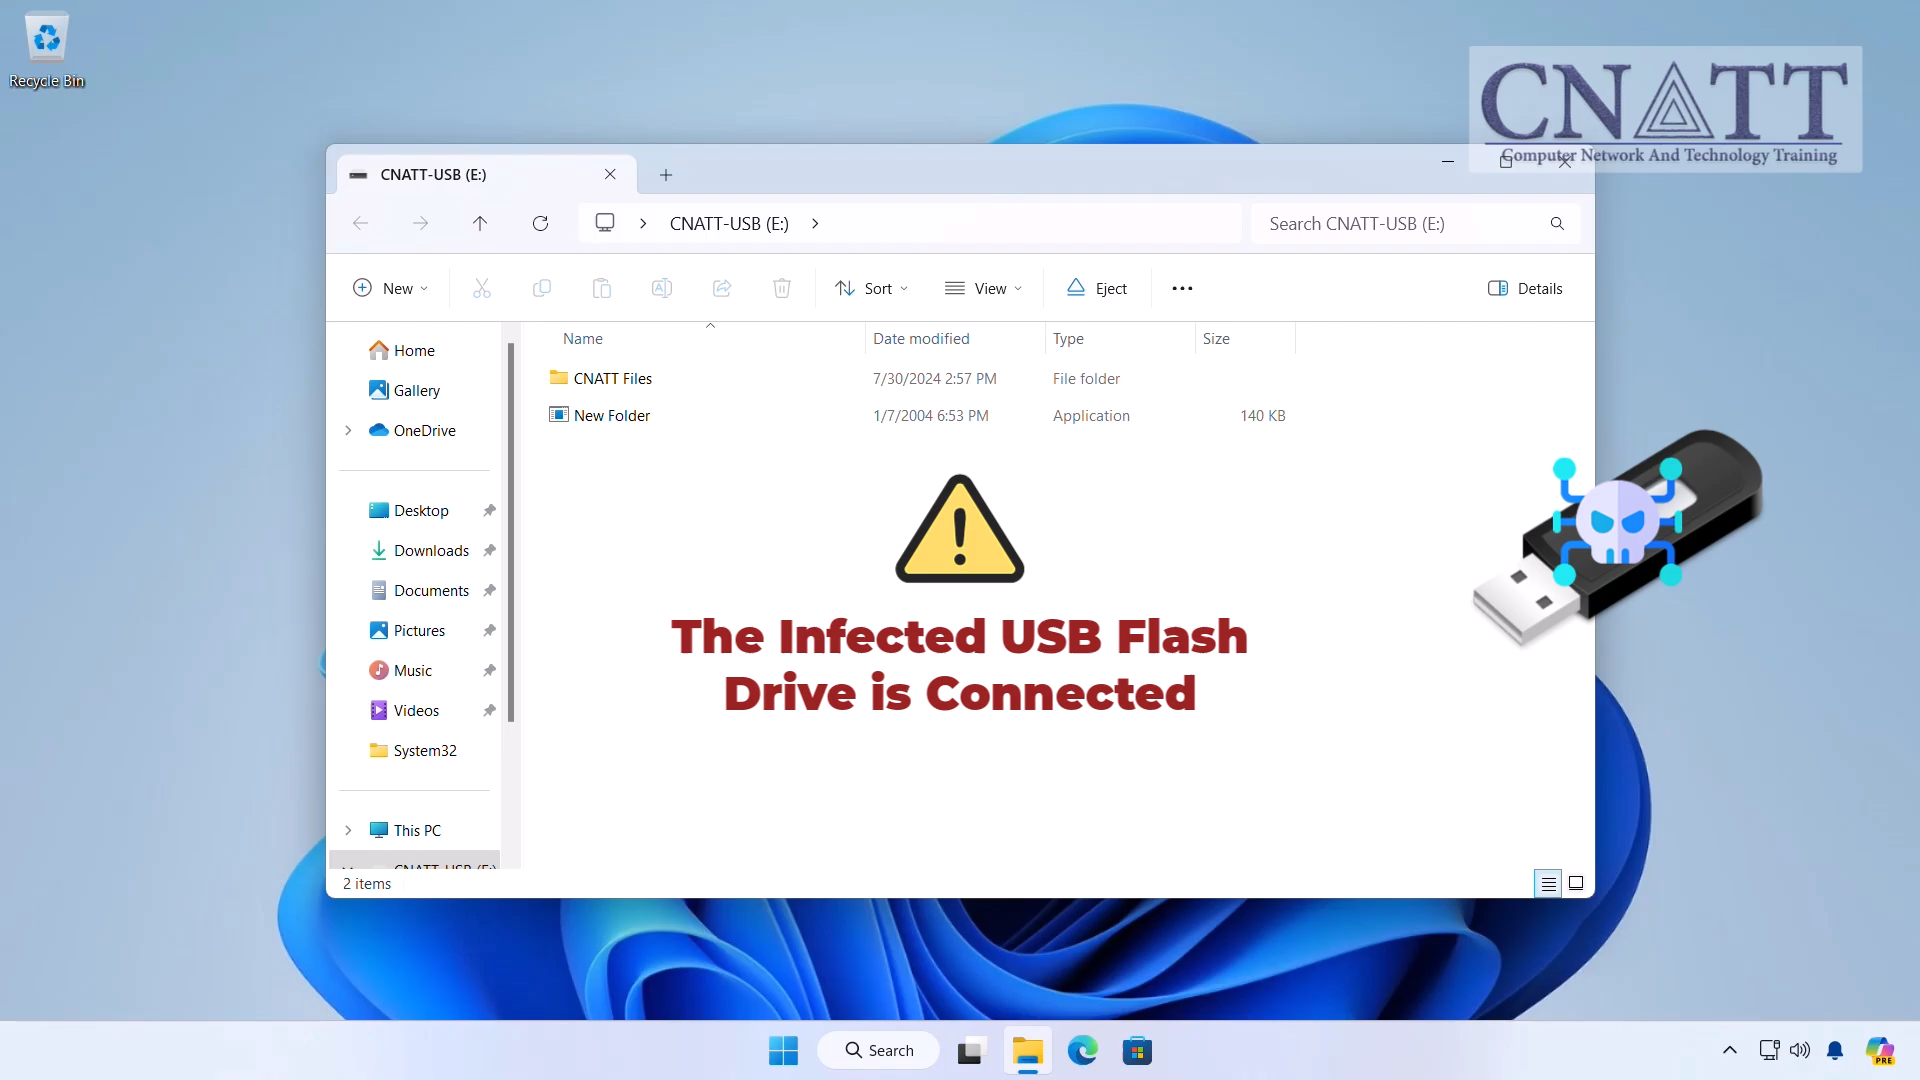 Recycle Bin
CNATT
Computer Network And Technology Training
CNATT-USB (E:)
CNATT-USB (E:)
Search CNATT-USB (E:)
New
Sort
View
Eject
Details
Name Date modified Type Size
CNATT Files 7/30/2024 2:57 PM File folder
New Folder 1/7/2004 6:53 PM Application 140 KB
Home
Gallery
OneDrive
Desktop
Downloads
Documents
Pictures
Music
Videos
System32
This PC
CNATT-USB (E:)
The Infected USB Flash
Drive is Connected
2 items
Search
PRE